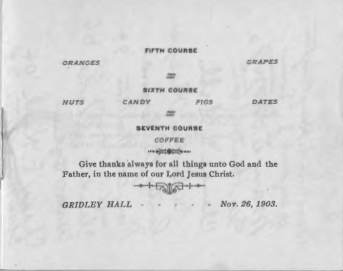 FIFTH COURSE
ORANGES GRAPES
SIXTH COURSE
NUTS CANDY FIGS DATES
SEVENTH COURSE
COFFEE
Give thanks always for all things unto God and the
Father, in the name of our Lord Jesus Christ.
GRIDLEY HALL - - - - - Nov. 26, 1903.